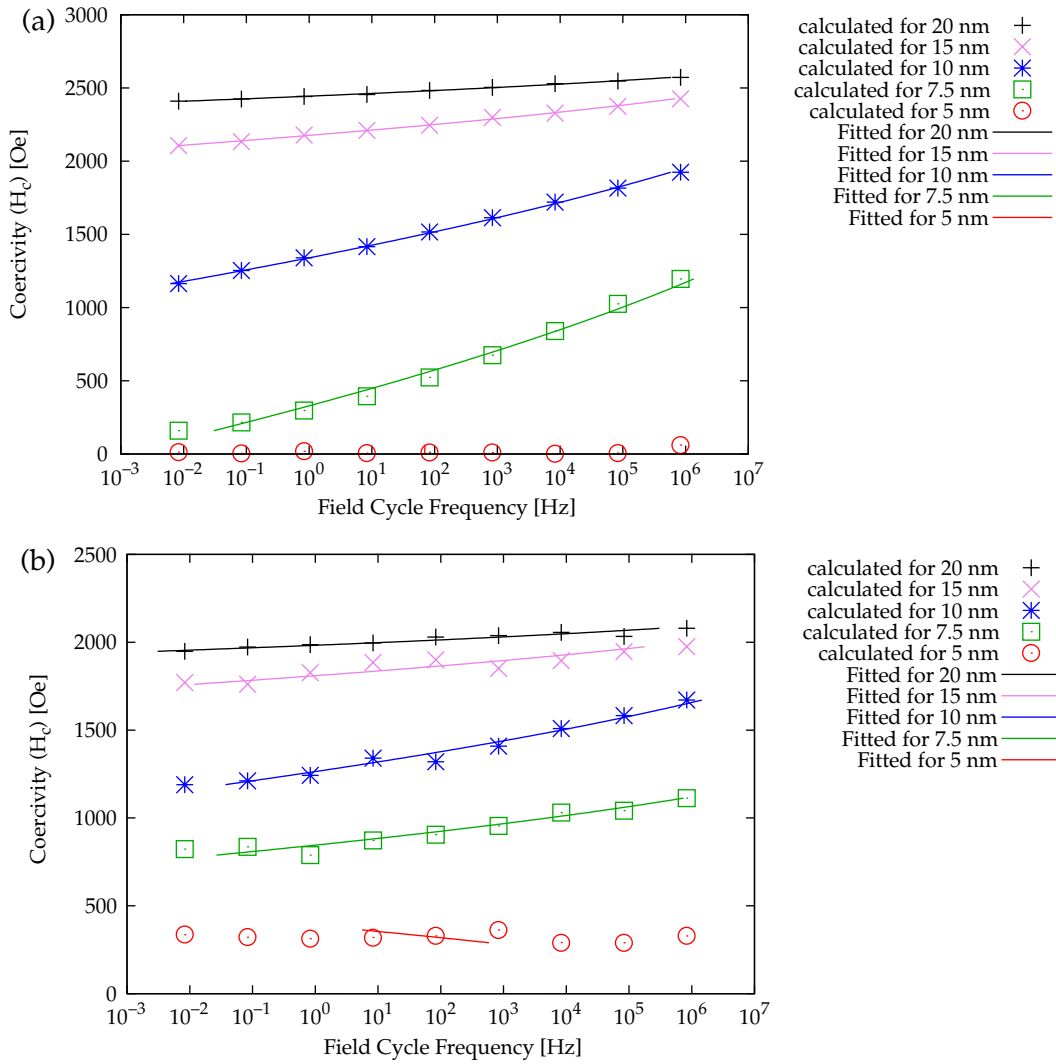 (a)
3000
2500
2000
1500
1000
500
0
Coercivity (H_c) [Oe]
10⁻³ 10⁻² 10⁻¹ 10⁰ 10¹ 10² 10³ 10⁴ 10⁵ 10⁶ 10⁷
Field Cycle Frequency [Hz]
calculated for 20 nm
calculated for 15 nm
calculated for 10 nm
calculated for 7.5 nm
calculated for 5 nm
Fitted for 20 nm
Fitted for 15 nm
Fitted for 10 nm
Fitted for 7.5 nm
Fitted for 5 nm
(b)
2500
2000
1500
1000
500
0
Coercivity (H_c) [Oe]
10⁻³ 10⁻² 10⁻¹ 10⁰ 10¹ 10² 10³ 10⁴ 10⁵ 10⁶ 10⁷
Field Cycle Frequency [Hz]
calculated for 20 nm
calculated for 15 nm
calculated for 10 nm
calculated for 7.5 nm
calculated for 5 nm
Fitted for 20 nm
Fitted for 15 nm
Fitted for 10 nm
Fitted for 7.5 nm
Fitted for 5 nm